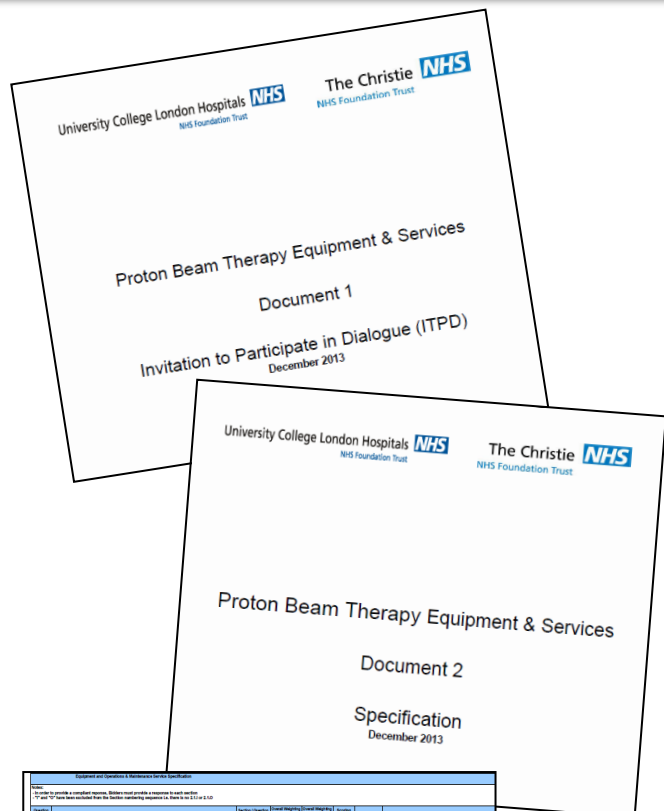 University College London Hospitals NHS
NHS Foundation Trust
The Christie NHS
NHS Foundation Trust
Proton Beam Therapy Equipment & Services
Document 1
Invitation to Participate in Dialogue (ITPD)
December 2013
University College London Hospitals NHS
NHS Foundation Trust
The Christie NHS
NHS Foundation Trust
Proton Beam Therapy Equipment & Services
Document 2
Specification
December 2013
Equipment and Operations & Maintenance Service Specification
Notes:
- In order to provide a compliant response, Bidders must provide a response to each section
- "I" and "O" have been excluded from the Section numbering sequence i.e. there is no 2.1.I or 2.1.O